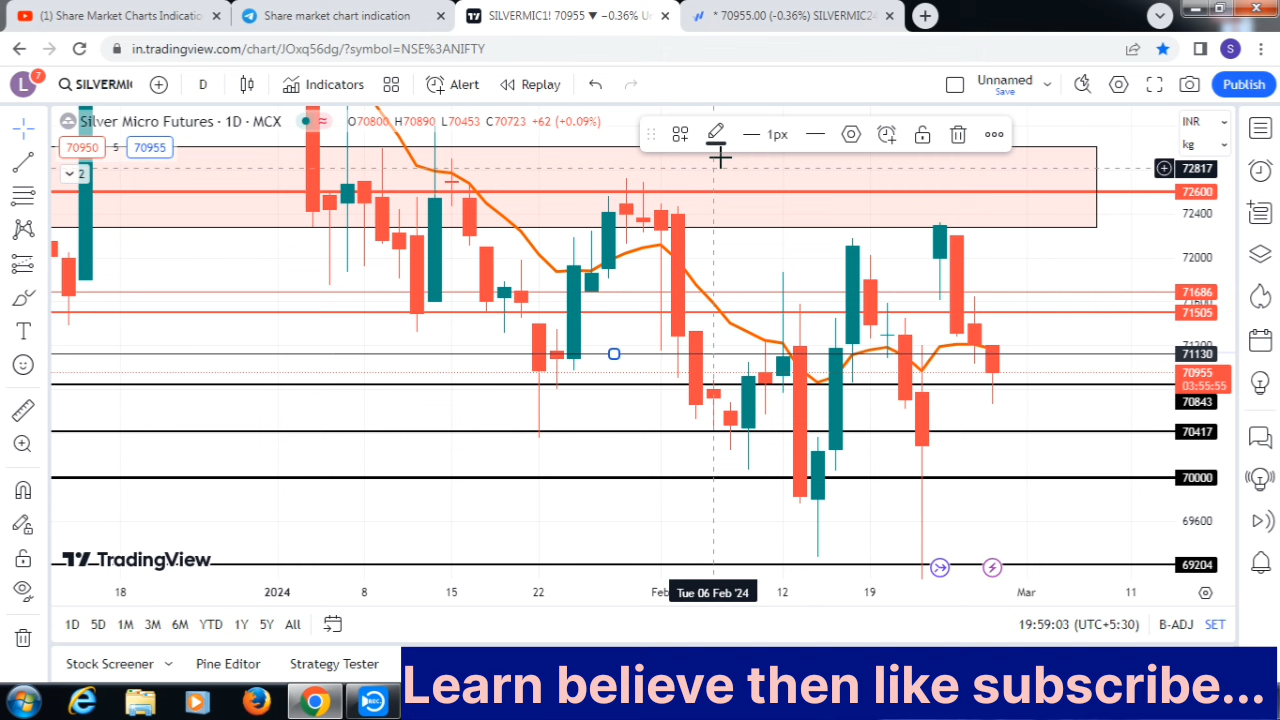 (1) Share Market Charts Indicatio
Share market chart indication
SILVERMIC1! 70955 ▼ −0.36% Un
* 70955.00 (-0.36%) SILVERMIC24
in.tradingview.com/chart/JOxq56dg/?symbol=NSE%3ANIFTY
S
L
7
SILVERMIC
D
Indicators
Alert
Replay
Unnamed
Save
Publish
Silver Micro Futures · 1D · MCX
O70800 H70890 L70453 C70723 +62 (+0.09%)
70950
5
70955
2
1px
INR
kg
72817
72600
72400
72000
71686
71505
71130
70955
03:55:55
70843
70417
70000
69600
69204
TradingView
18
2024
8
15
22
Feb
Tue 06 Feb '24
12
19
Mar
11
1D 5D 1M 3M 6M YTD 1Y 5Y All
19:59:03 (UTC+5:30)
B-ADJ
SET
Stock Screener
Pine Editor
Strategy Tester
Learn believe then like subscribe...